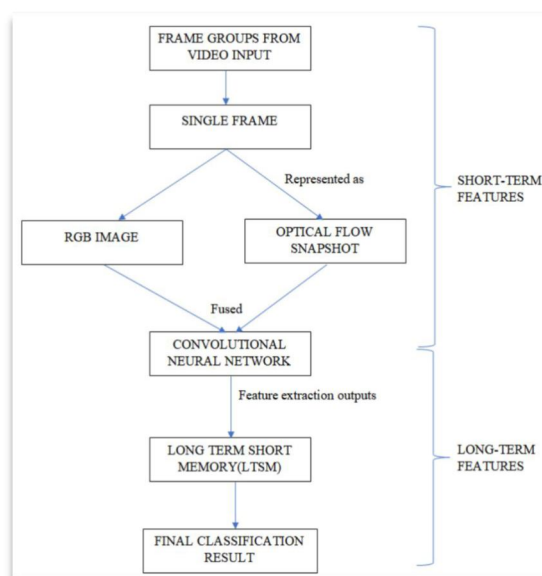 FRAME GROUPS FROM
VIDEO INPUT
SINGLE FRAME
Represented as
SHORT-TERM
FEATURES
RGB IMAGE
OPTICAL FLOW
SNAPSHOT
Fused
CONVOLUTIONAL
NEURAL NETWORK
Feature extraction outputs
LONG TERM SHORT
MEMORY(LTSM)
LONG-TERM
FEATURES
FINAL CLASSIFICATION
RESULT